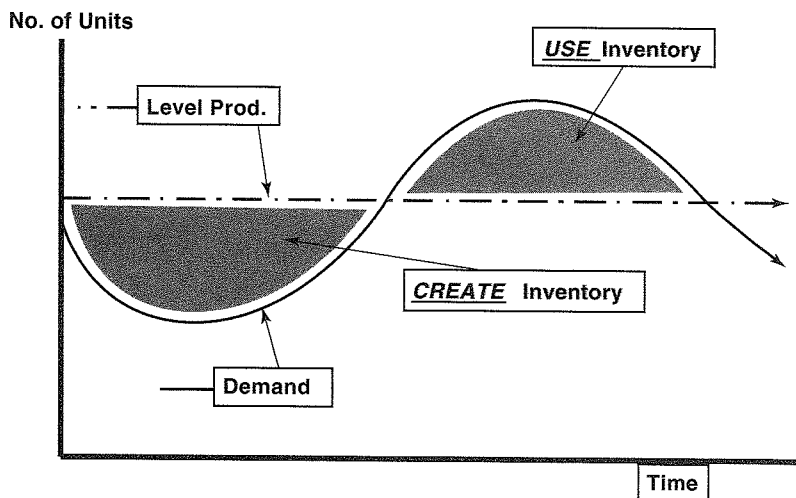 No. of Units
USE Inventory
Level Prod.
CREATE Inventory
Demand
Time